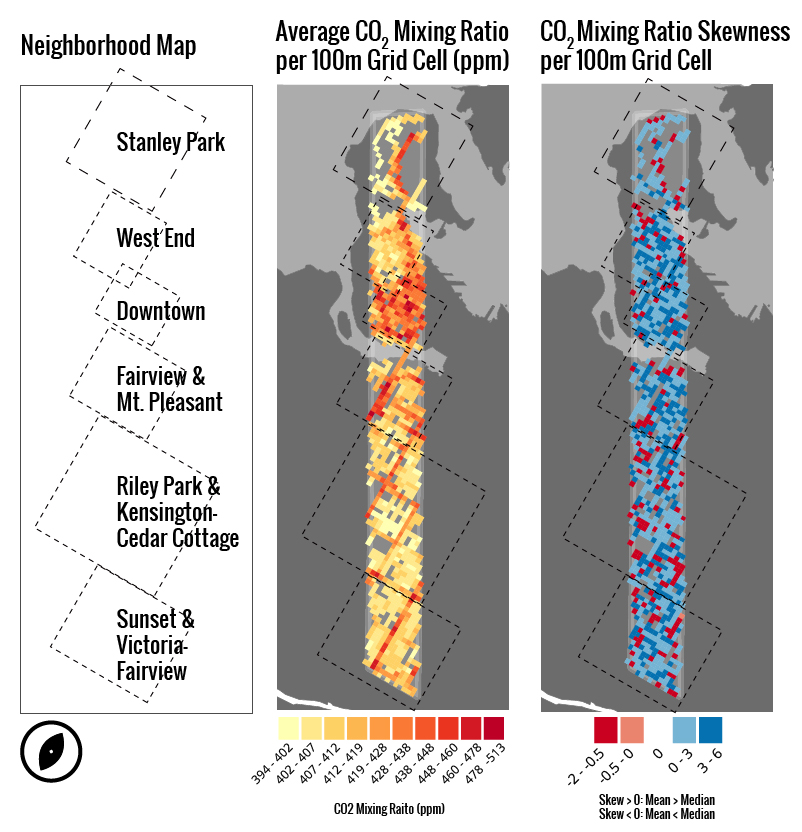 Neighborhood Map
Stanley Park
West End
Downtown
Fairview &
Mt. Pleasant
Riley Park &
Kensington-
Cedar Cottage
Sunset &
Victoria-
Fairview
Average CO2 Mixing Ratio
per 100m Grid Cell (ppm)
394 - 402
402 - 407
407 - 412
412 - 419
419 - 428
428 - 438
438 - 448
448 - 460
460 - 478
478 -513
CO2 Mixing Raito (ppm)
CO2 Mixing Ratio Skewness
per 100m Grid Cell
-2 - -0.5
-0.5 - 0
0
0 - 3
3 - 6
Skew > 0: Mean > Median
Skew < 0: Mean < Median